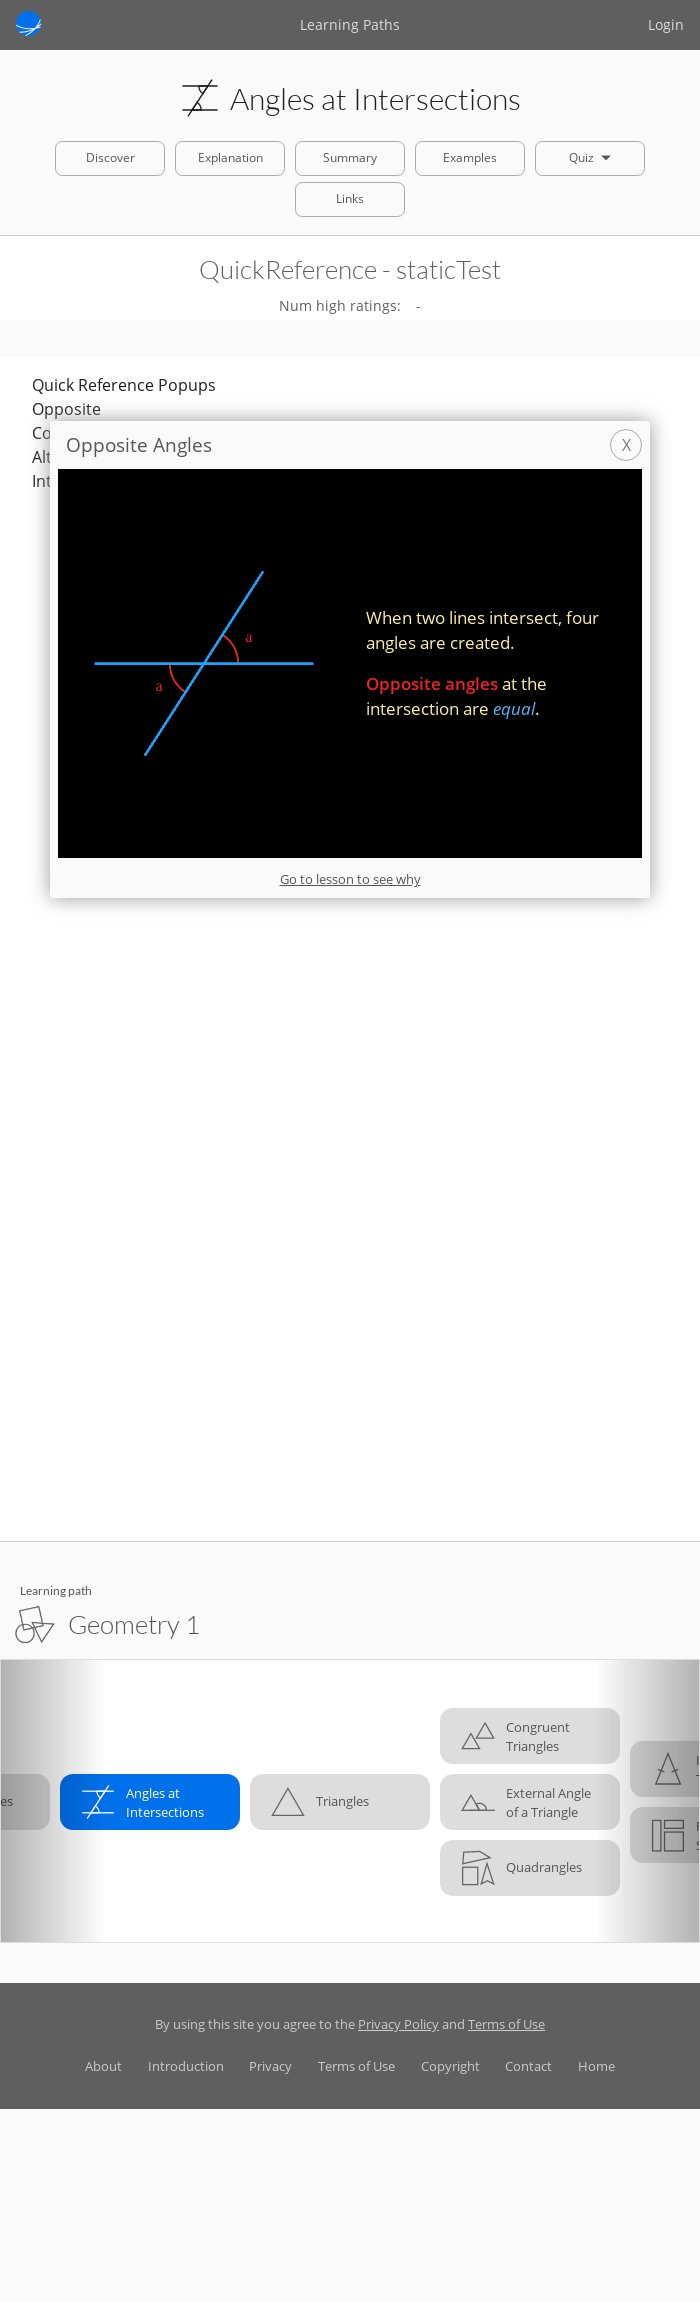 Learning Paths
Login
Angles at Intersections
Discover
Explanation
Summary
Examples
Quiz
Links
QuickReference - staticTest
Num high ratings: -
Quick Reference Popups
Opposite
Opposite Angles
X
a
a
When two lines intersect, four
angles are created.
Opposite angles at the
intersection are equal.
Go to lesson to see why
Learning path
Geometry 1
Angles at
Intersections
Triangles
Congruent
Triangles
External Angle
of a Triangle
Quadrangles
By using this site you agree to the Privacy Policy and Terms of Use
About Introduction Privacy Terms of Use Copyright Contact Home